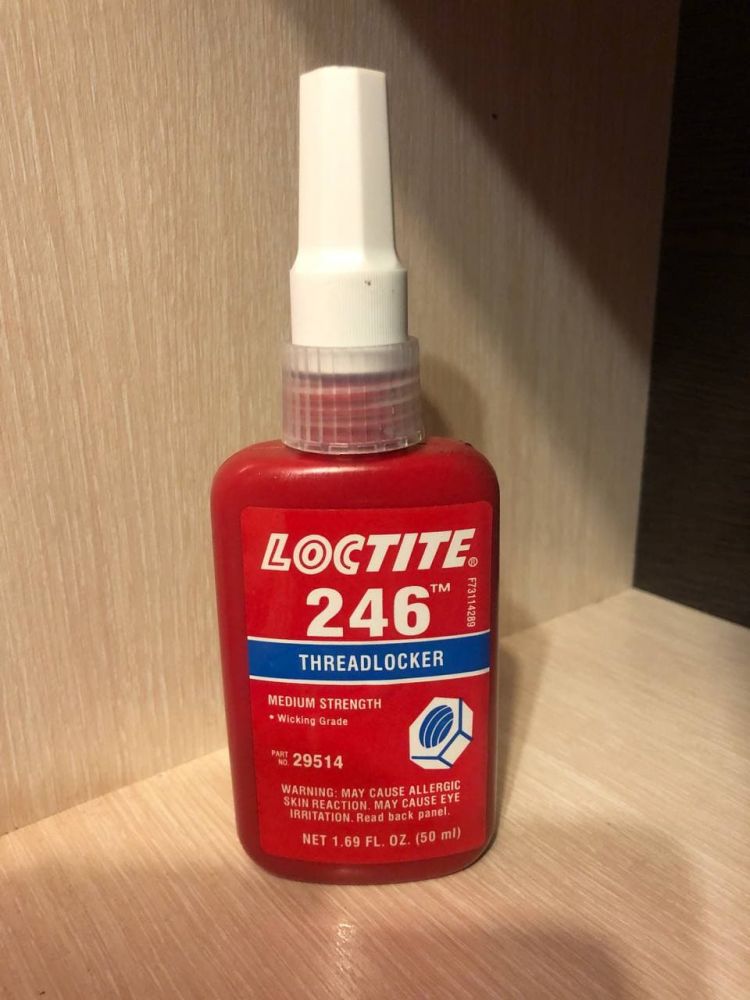 LOCTITE®
246™
F73114289
THREADLOCKER
MEDIUM STRENGTH
• Wicking Grade
PART NO. 29514
WARNING: MAY CAUSE ALLERGIC
SKIN REACTION. MAY CAUSE EYE
IRRITATION. Read back panel.
NET 1.69 FL. OZ. (50 ml)